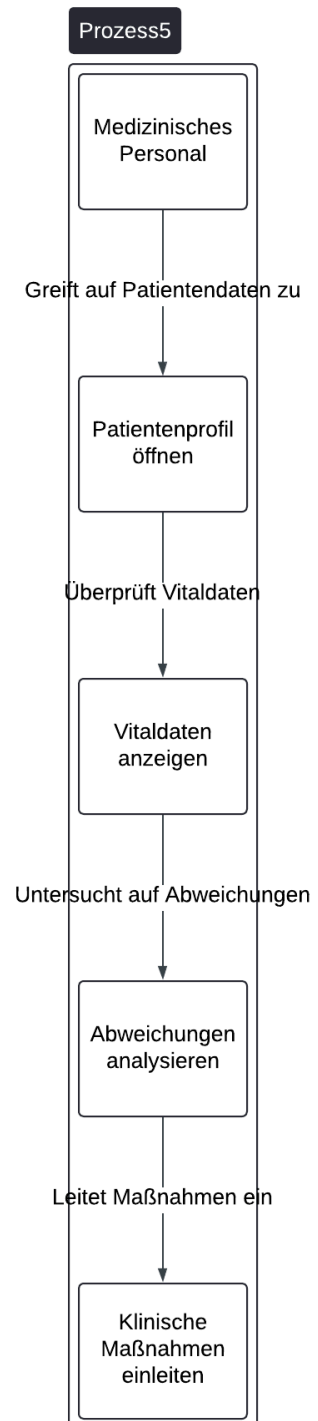 Prozess5
Medizinisches
Personal
Greift auf Patientendaten zu
Patientenprofil
öffnen
Überprüft Vitaldaten
Vitaldaten
anzeigen
Untersucht auf Abweichungen
Abweichungen
analysieren
Leitet Maßnahmen ein
Klinische
Maßnahmen
einleiten